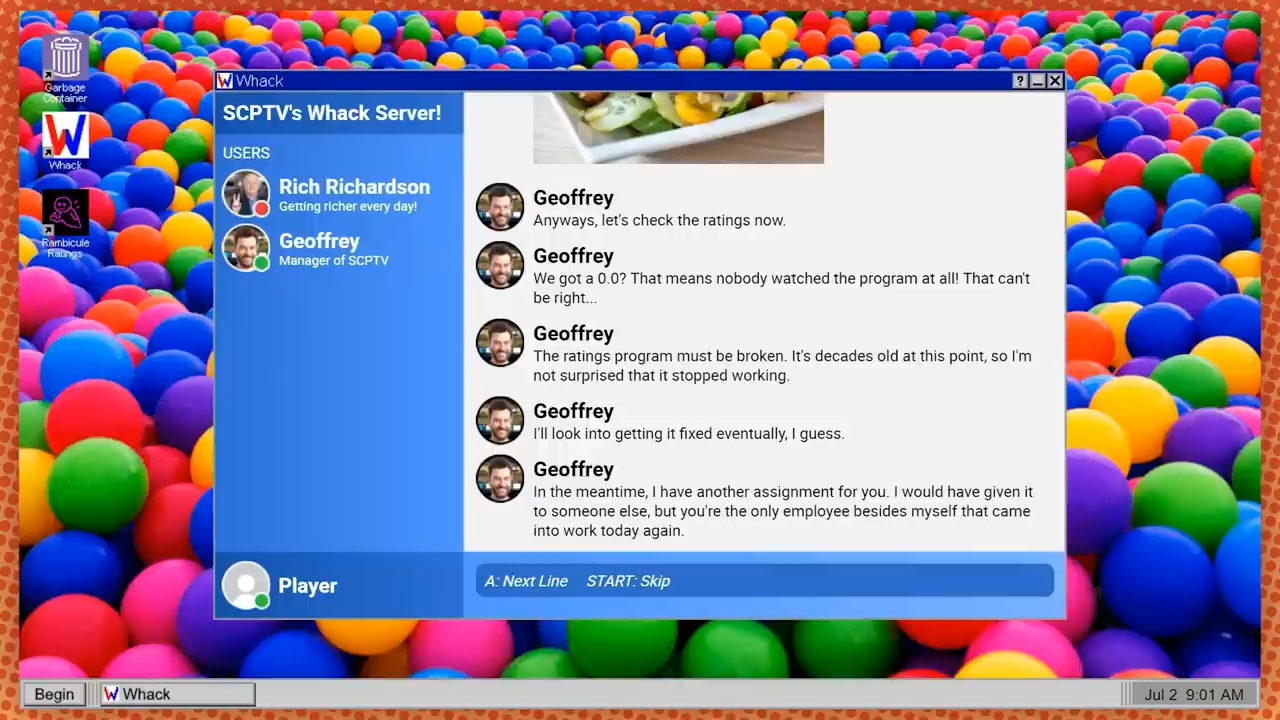 Garbage
Container
Whack
Rambicule
Ratings
Whack
SCPTV's Whack Server!
USERS
Rich Richardson
Getting richer every day!
Geoffrey
Manager of SCPTV
Geoffrey
Anyways, let's check the ratings now.
Geoffrey
We got a 0.0? That means nobody watched the program at all! That can't
be right...
Geoffrey
The ratings program must be broken. It's decades old at this point, so I'm
not surprised that it stopped working.
Geoffrey
I'll look into getting it fixed eventually, I guess.
Geoffrey
In the meantime, I have another assignment for you. I would have given it
to someone else, but you're the only employee besides myself that came
into work today again.
Player
A: Next Line START: Skip
Begin
Whack
Jul 2 9:01 AM